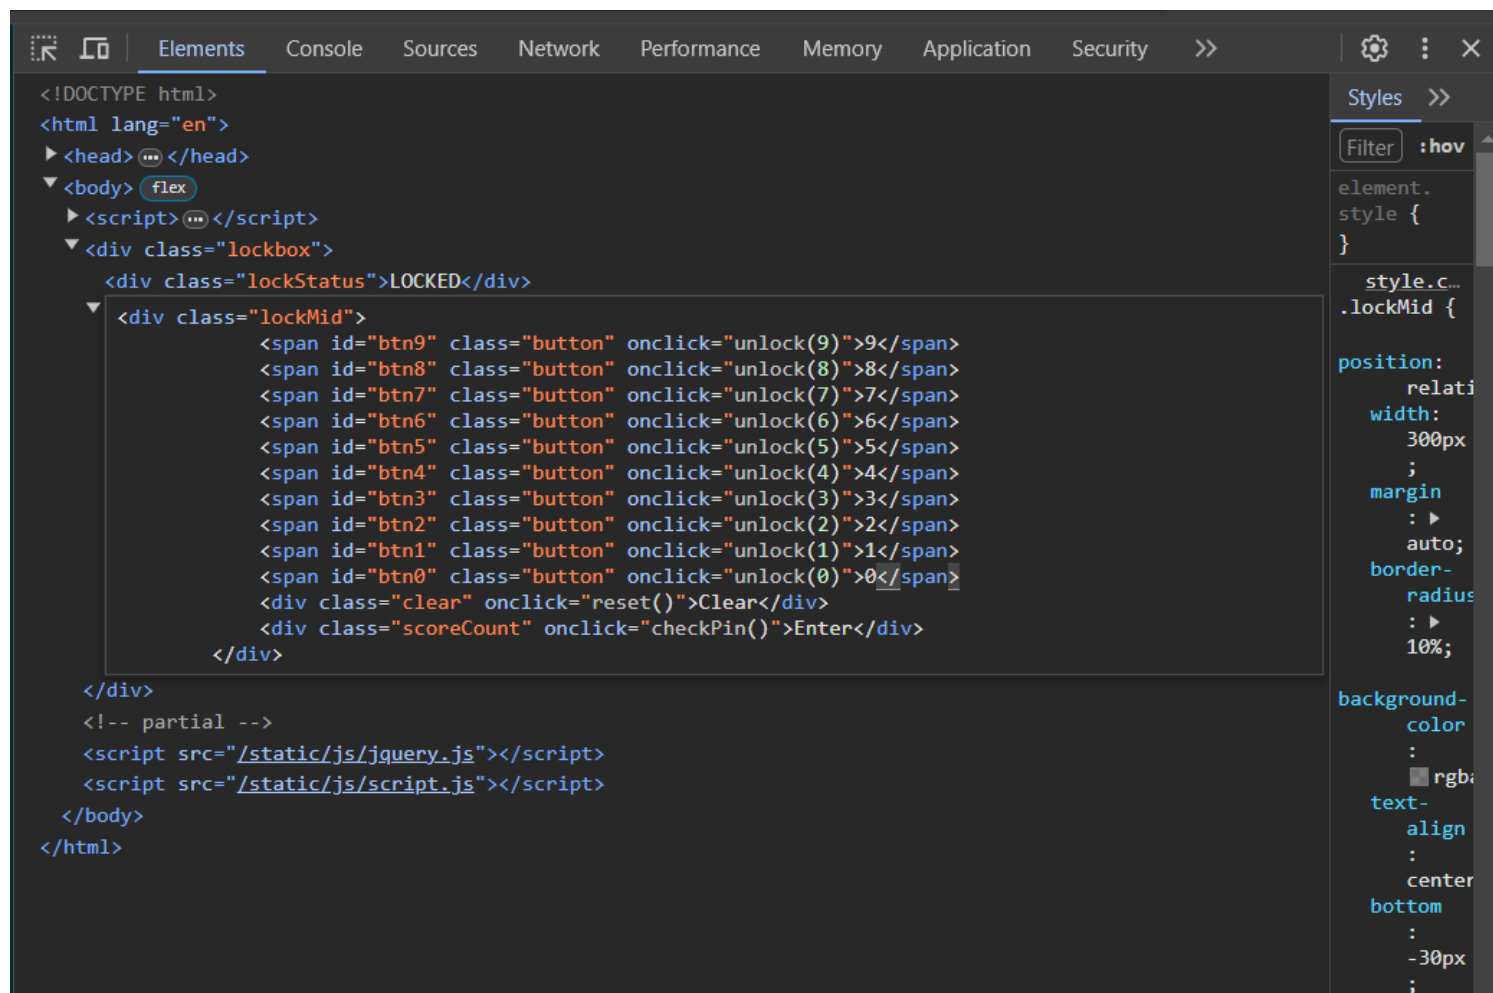 Elements Console Sources Network Performance Memory Application Security
<!DOCTYPE html>
<html lang="en">
<head> … </head>
<body> flex
<script> … </script>
<div class="lockbox">
<div class="lockStatus">LOCKED</div>
<div class="lockMid">
<span id="btn9" class="button" onclick="unlock(9)">9</span>
<span id="btn8" class="button" onclick="unlock(8)">8</span>
<span id="btn7" class="button" onclick="unlock(7)">7</span>
<span id="btn6" class="button" onclick="unlock(6)">6</span>
<span id="btn5" class="button" onclick="unlock(5)">5</span>
<span id="btn4" class="button" onclick="unlock(4)">4</span>
<span id="btn3" class="button" onclick="unlock(3)">3</span>
<span id="btn2" class="button" onclick="unlock(2)">2</span>
<span id="btn1" class="button" onclick="unlock(1)">1</span>
<span id="btn0" class="button" onclick="unlock(0)">0</span>
<div class="clear" onclick="reset()">Clear</div>
<div class="scoreCount" onclick="checkPin()">Enter</div>
</div>
</div>
<!-- partial -->
<script src="/static/js/jquery.js"></script>
<script src="/static/js/script.js"></script>
</body>
</html>
Styles
Filter :hov
element.
style {
}
style.c…
.lockMid {
position:
relati
width:
300px
;
margin
:
auto;
border-
radius
:
10%;
background-
color
:
rgba
text-
align
:
center
bottom
:
-30px
;